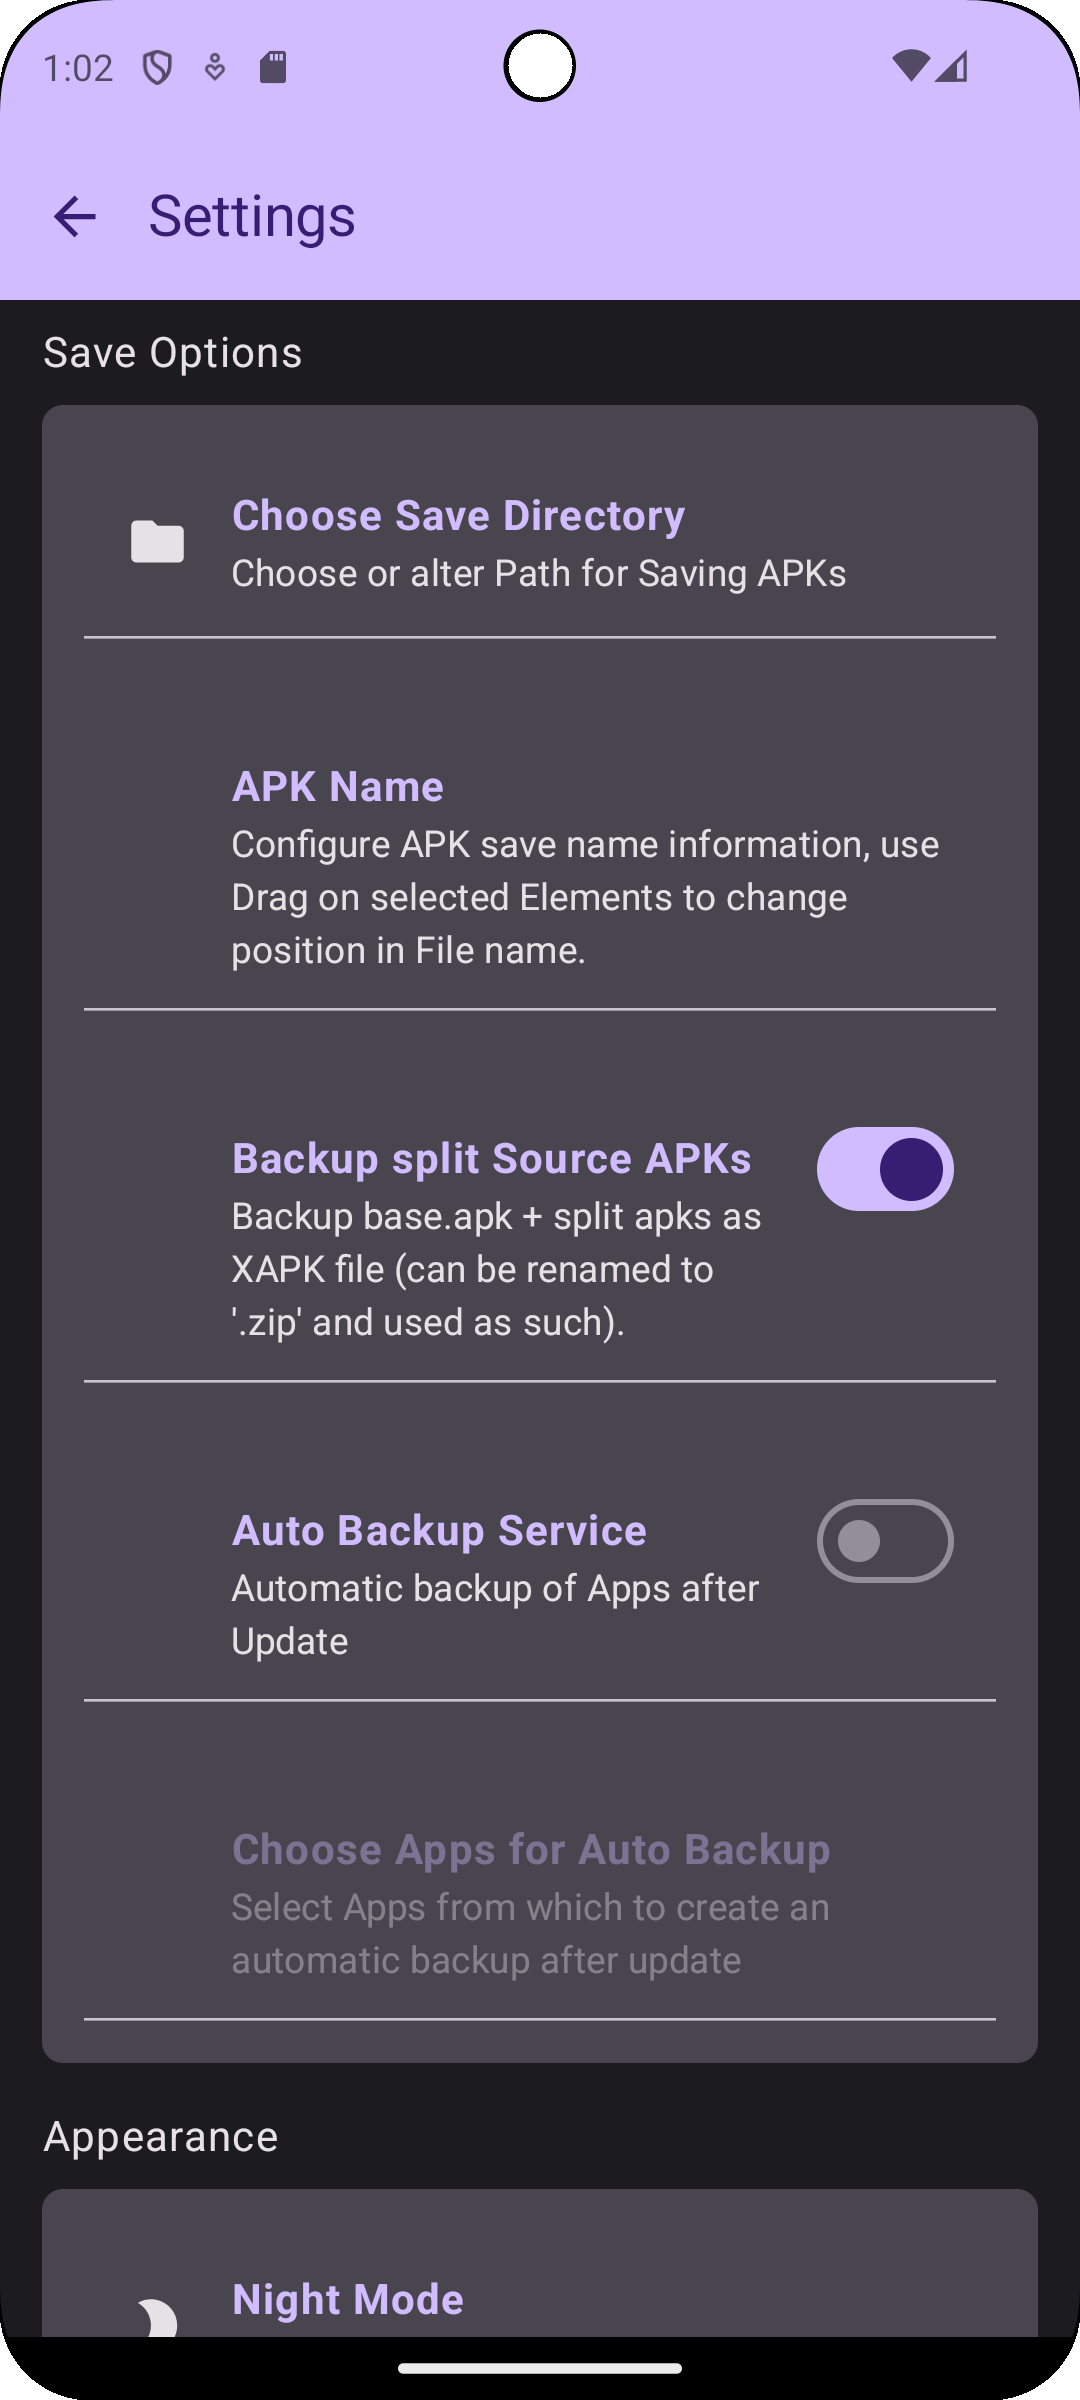 1:02
Settings
Save Options
Choose Save Directory
Choose or alter Path for Saving APKs
APK Name
Configure APK save name information, use
Drag on selected Elements to change
position in File name.
Backup split Source APKs
Backup base.apk + split apks as
XAPK file (can be renamed to
'.zip' and used as such).
Auto Backup Service
Automatic backup of Apps after
Update
Choose Apps for Auto Backup
Select Apps from which to create an
automatic backup after update
Appearance
Night Mode